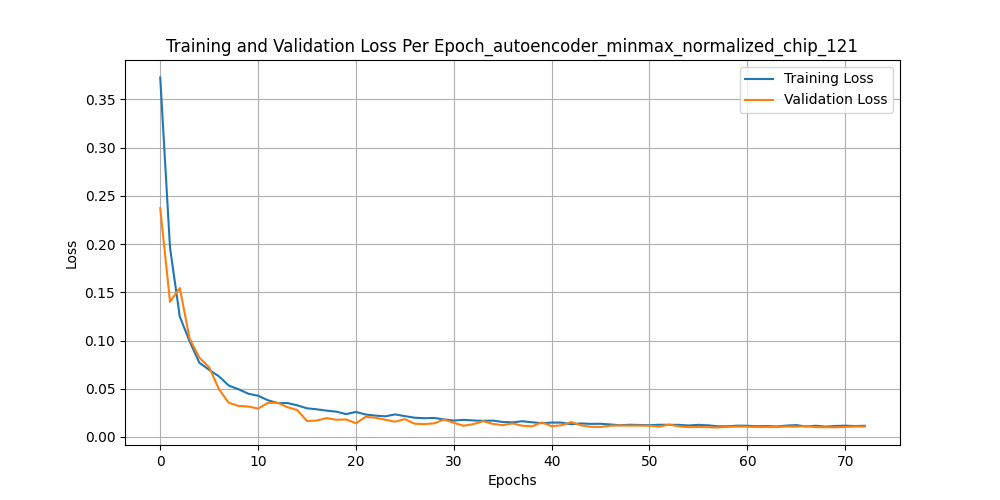 Training and Validation Loss Per Epoch_autoencoder_minmax_normalized_chip_121
Training Loss
Validation Loss
Loss
0.35
0.30
0.25
0.20
0.15
0.10
0.05
0.00
0 10 20 30 40 50 60 70
Epochs